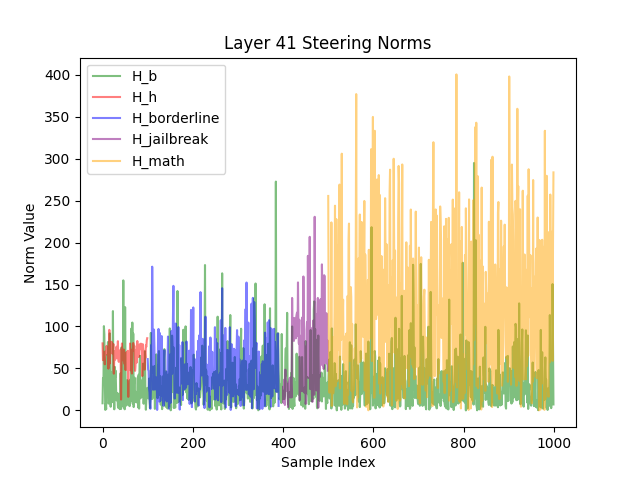 Layer 41 Steering Norms
400
350
300
250
200
150
100
50
0
Norm Value
H_b
H_h
H_borderline
H_jailbreak
H_math
0
200
400
600
800
1000
Sample Index